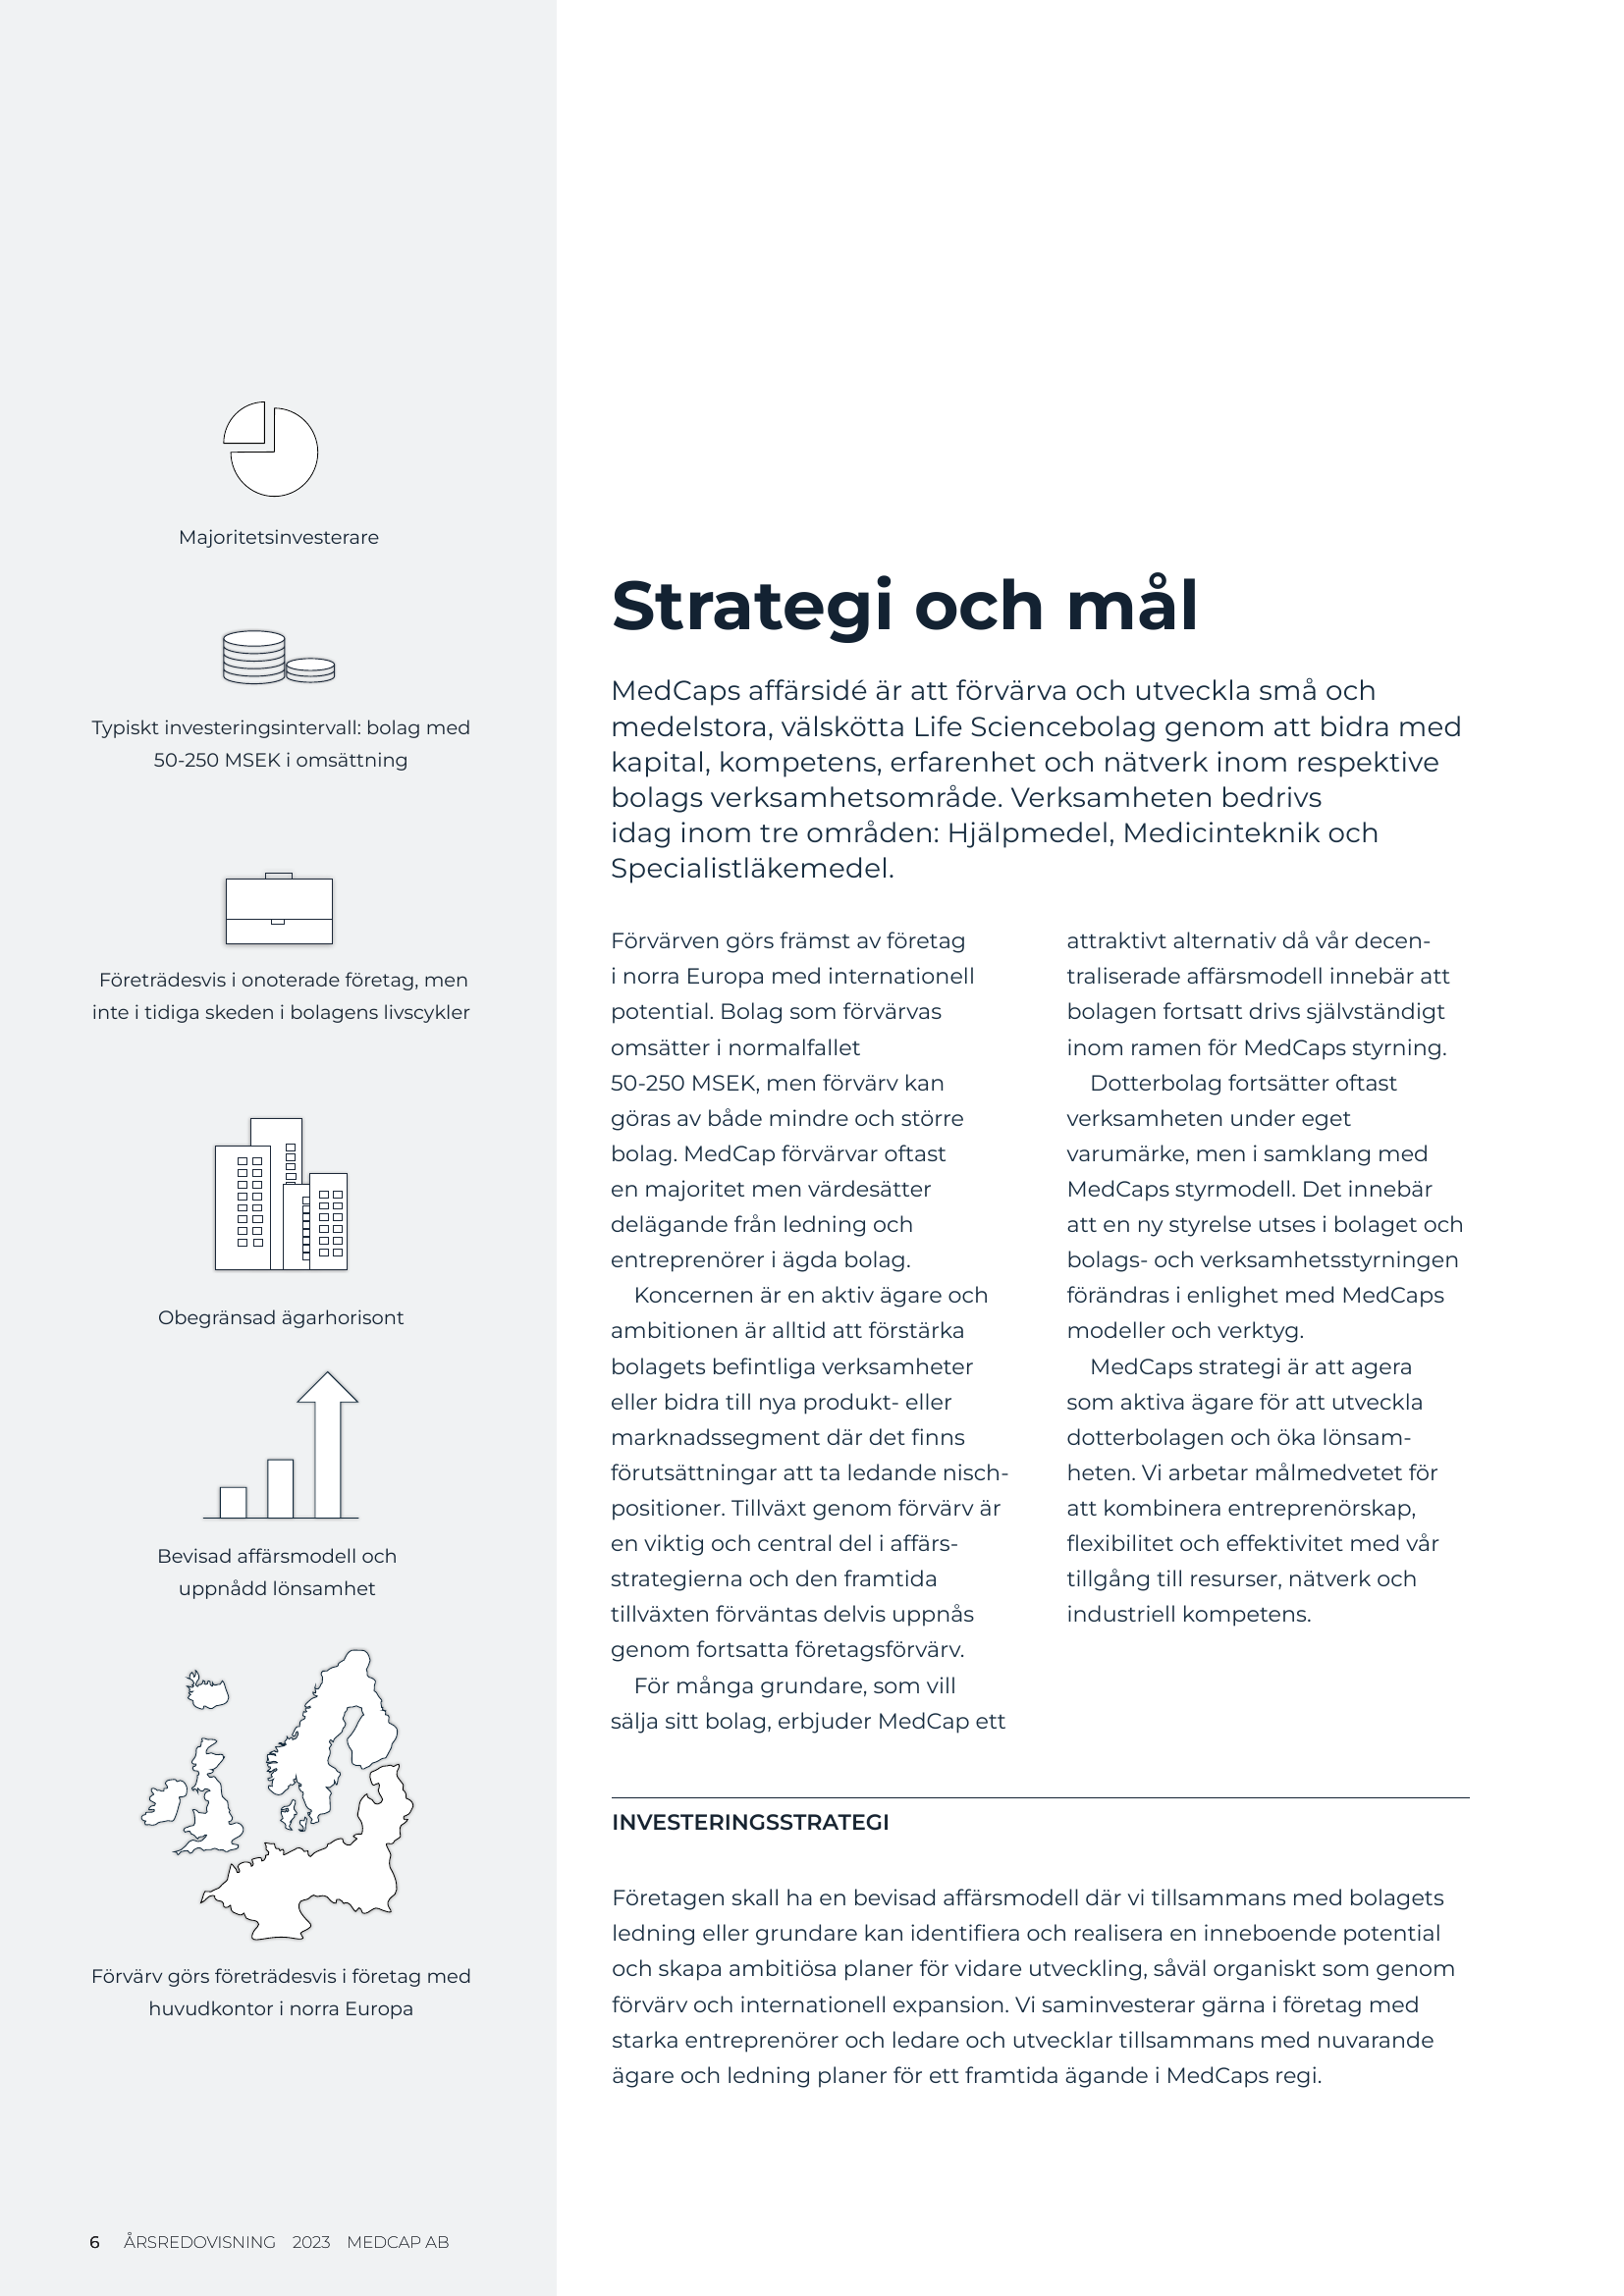 Majoritetsinvesterare
Typiskt investeringsintervall: bolag med
50-250 MSEK i omsättning
Företrädesvis i onoterade företag, men
inte i tidiga skeden i bolagens livscykler
Obegränsad ägarhorisont
Bevisad affärsmodell och
uppnådd lönsamhet
Förvärv görs företrädesvis i företag med
huvudkontor i norra Europa
Strategi och mål
MedCaps affärsidé är att förvärva och utveckla små och
medelstora, välskötta Life Sciencebolag genom att bidra med
kapital, kompetens, erfarenhet och nätverk inom respektive
bolags verksamhetsområde. Verksamheten bedrivs
idag inom tre områden: Hjälpmedel, Medicinteknik och
Specialistläkemedel.
Förvärven görs främst av företag
i norra Europa med internationell
potential. Bolag som förvärvas
omsätter i normalfallet
50-250 MSEK, men förvärv kan
göras av både mindre och större
bolag. MedCap förvärvar oftast
en majoritet men värdesätter
delägande från ledning och
entreprenörer i ägda bolag.
Koncernen är en aktiv ägare och
ambitionen är alltid att förstärka
bolagets befintliga verksamheter
eller bidra till nya produkt- eller
marknadssegment där det finns
förutsättningar att ta ledande nisch-
positioner. Tillväxt genom förvärv är
en viktig och central del i affärs-
strategierna och den framtida
tillväxten förväntas delvis uppnås
genom fortsatta företagsförvärv.
För många grundare, som vill
sälja sitt bolag, erbjuder MedCap ett
attraktivt alternativ då vår decen-
traliserade affärsmodell innebär att
bolagen fortsatt drivs självständigt
inom ramen för MedCaps styrning.
Dotterbolag fortsätter oftast
verksamheten under eget
varumärke, men i samklang med
MedCaps styrmodell. Det innebär
att en ny styrelse utses i bolaget och
bolags- och verksamhetsstyrningen
förändras i enlighet med MedCaps
modeller och verktyg.
MedCaps strategi är att agera
som aktiva ägare för att utveckla
dotterbolagen och öka lönsam-
heten. Vi arbetar målmedvetet för
att kombinera entreprenörskap,
flexibilitet och effektivitet med vår
tillgång till resurser, nätverk och
industriell kompetens.
INVESTERINGSSTRATEGI
Företagen skall ha en bevisad affärsmodell där vi tillsammans med bolagets
ledning eller grundare kan identifiera och realisera en inneboende potential
och skapa ambitiösa planer för vidare utveckling, såväl organiskt som genom
förvärv och internationell expansion. Vi saminvesterar gärna i företag med
starka entreprenörer och ledare och utvecklar tillsammans med nuvarande
ägare och ledning planer för ett framtida ägande i MedCaps regi.
6 ÅRSREDOVISNING 2023 MEDCAP AB